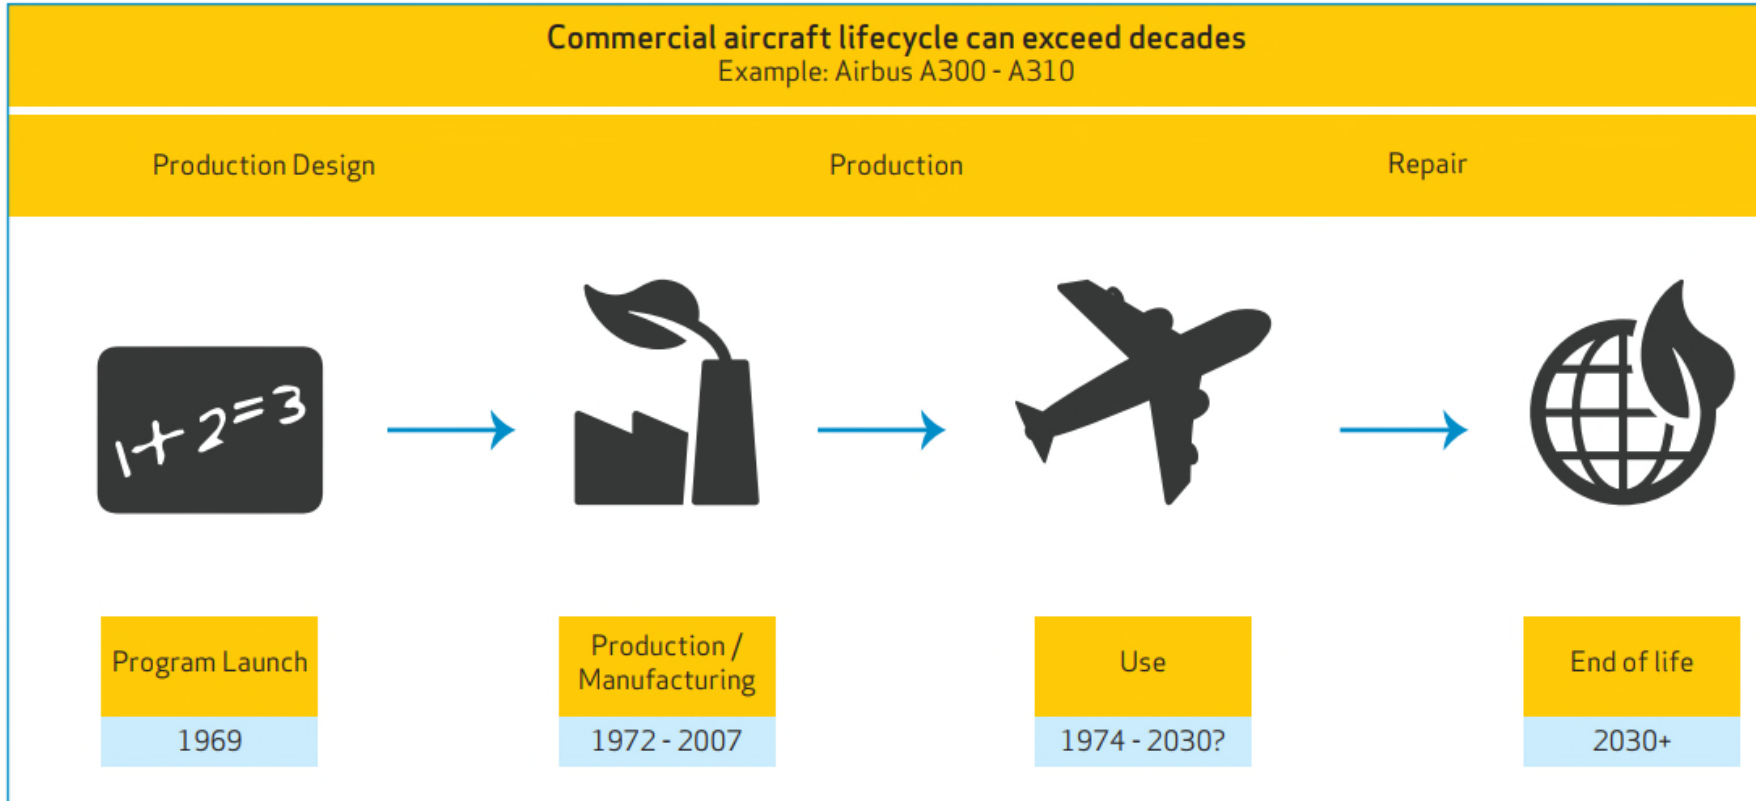 Commercial aircraft lifecycle can exceed decades
Example: Airbus A300 - A310
Production Design
Production
Repair
1+2=3
Program Launch
1969
Production /
Manufacturing
1972 - 2007
Use
1974 - 2030?
End of life
2030+